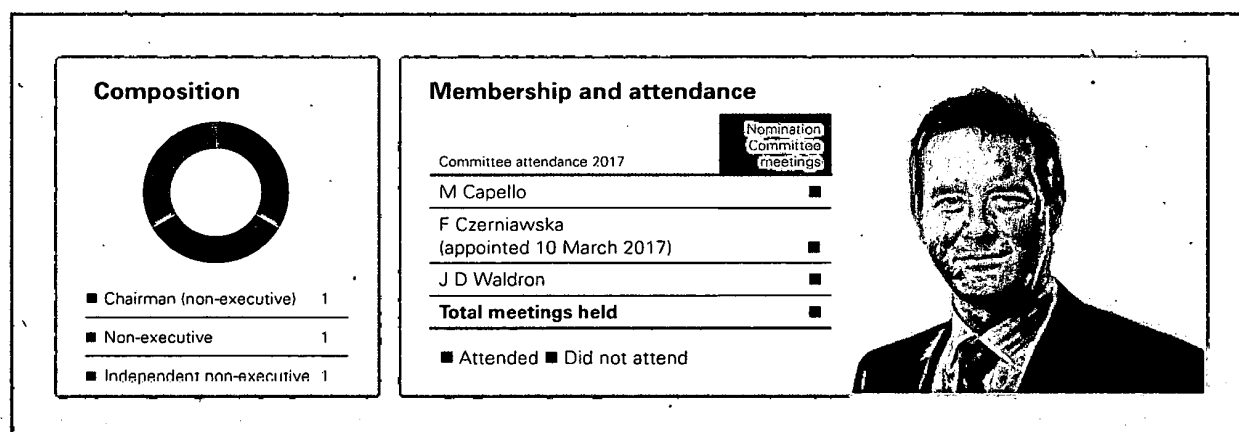 Composition
■ Chairman (non-executive) 1
■ Non-executive 1
■ Independent non-executive 1
Membership and attendance
Committee attendance 2017
Nomination
Committee
meetings
M Capello ■
F Czerniawska
(appointed 10 March 2017) ■
J D Waldron ■
Total meetings held ■
■ Attended ■ Did not attend